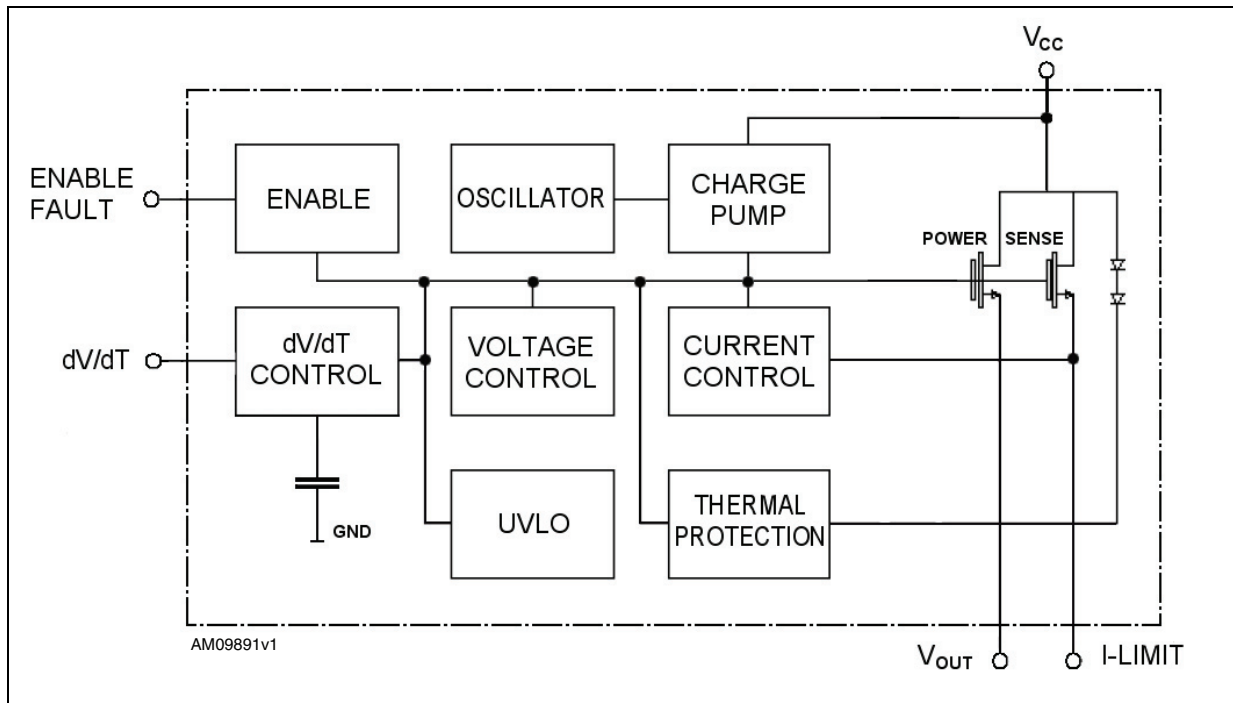 VCC
ENABLE
FAULT
ENABLE
OSCILLATOR
CHARGE
PUMP
POWER
SENSE
dV/dT
dV/dT
CONTROL
VOLTAGE
CONTROL
CURRENT
CONTROL
GND
UVLO
THERMAL
PROTECTION
AM09891v1
VOUT
I-LIMIT